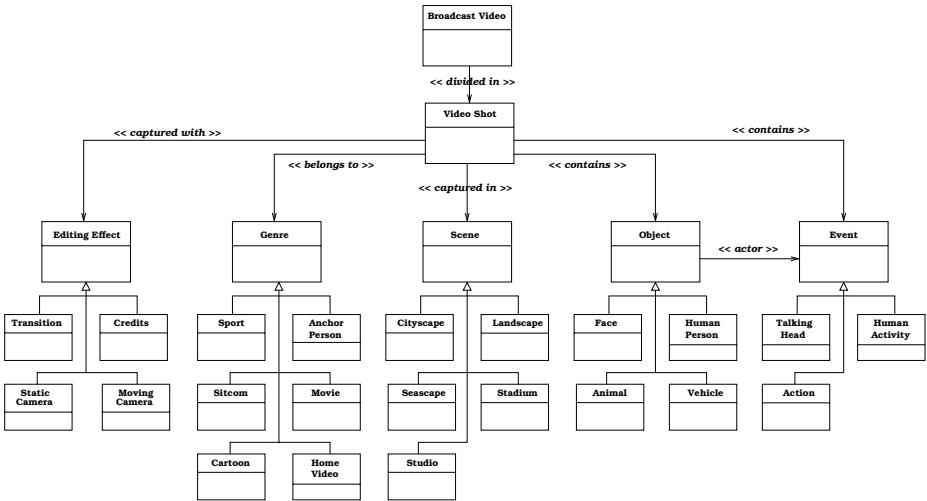 Broadcast Video
<< divided in >>
Video Shot
<< captured with >>
<< contains >>
<< belongs to >>
<< contains >>
<< captured in >>
Editing Effect
Genre
Scene
Object
Event
<< actor >>
Transition
Credits
Sport
Anchor
Person
Cityscape
Landscape
Face
Human
Person
Talking
Head
Human
Activity
Static
Camera
Moving
Camera
Sitcom
Movie
Seascape
Stadium
Animal
Vehicle
Action
Cartoon
Home
Video
Studio